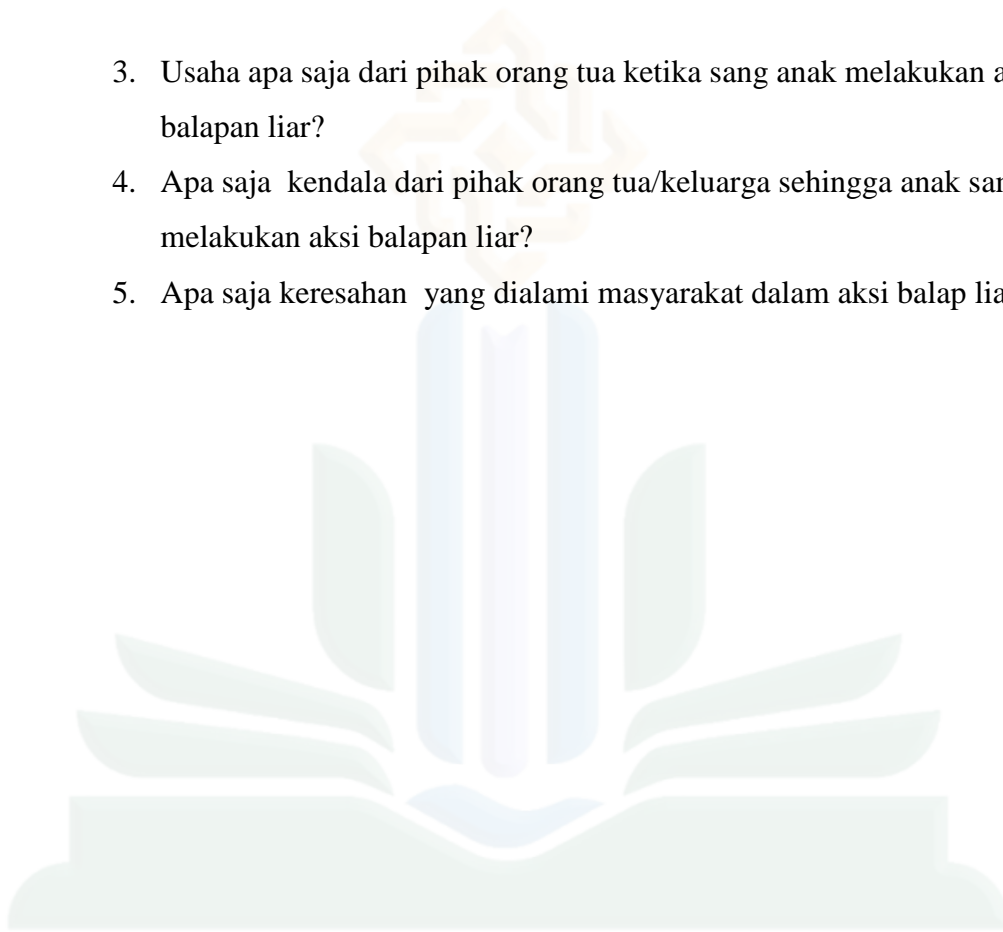 3. Usaha apa saja dari pihak orang tua ketika sang anak melakukan
balapan liar?
4. Apa saja kendala dari pihak orang tua/keluarga sehingga anak
melakukan aksi balapan liar?
5. Apa saja keresahan yang dialami masyarakat dalam aksi balap